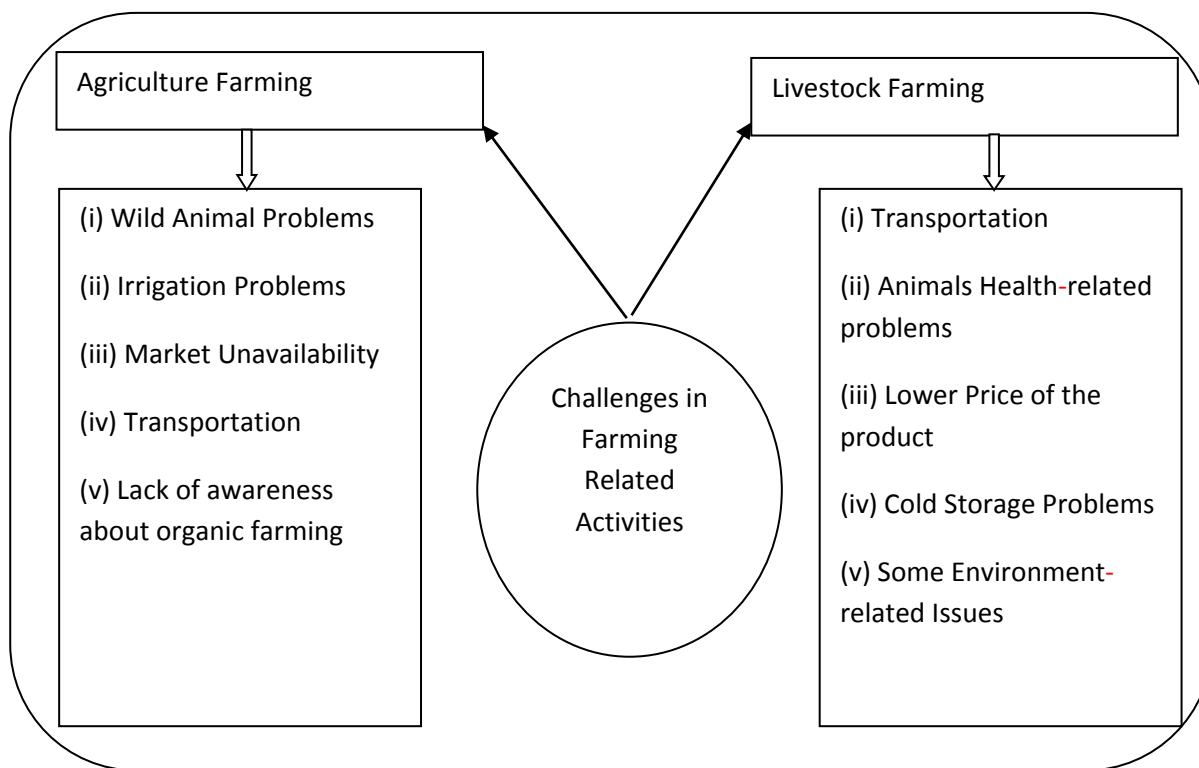 Agriculture Farming
(i) Wild Animal Problems
(ii) Irrigation Problems
(iii) Market Unavailability
(iv) Transportation
(v) Lack of awareness
about organic farming
Challenges in
Farming
Related
Activities
Livestock Farming
(i) Transportation
(ii) Animals Health-related
problems
(iii) Lower Price of the
product
(iv) Cold Storage Problems
(v) Some Environment-
related Issues